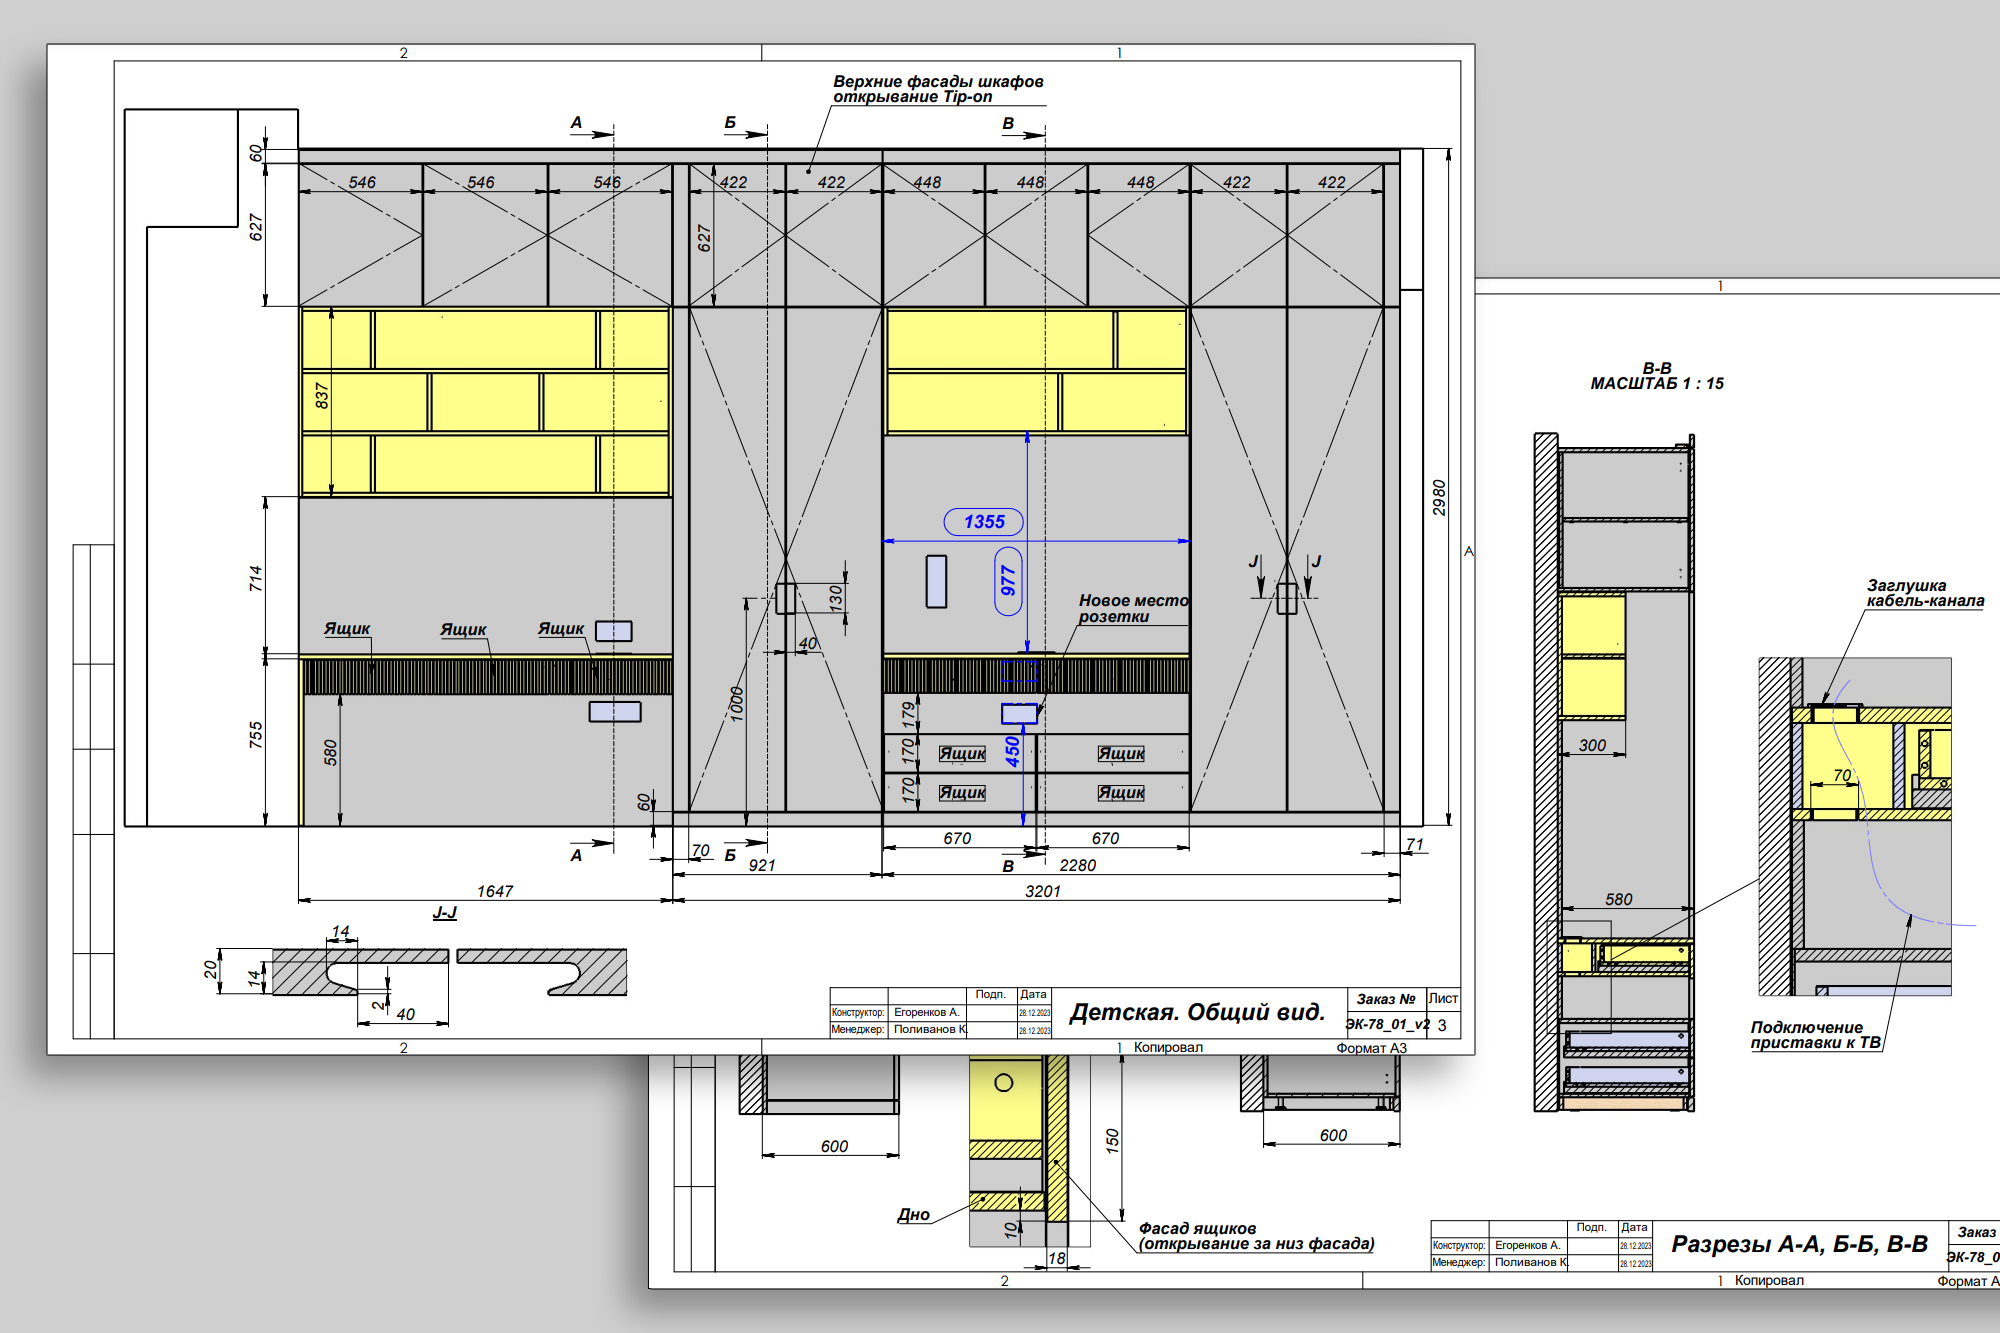 2
1
Верхние фасады шкафов
открывание Tip-on
А
Б
В
60
546
546
546
422
422
448
448
448
422
422
627
627
837
2980
1355
977
714
J
J
A
130
Новое место
розетки
Ящик
Ящик
Ящик
40
1000
755
580
179
170
170
450
Ящик
Ящик
Ящик
Ящик
60
670
670
71
А
70
Б
921
В
2280
1647
3201
J-J
14
20
14
2
40
Подп.
Дата
Конструктор:
Егоренков А.
28.12.2023
Менеджер:
Поливанов К.
28.12.2023
Детская. Общий вид.
Заказ №
Лист
ЭК-78_01_v2
3
2
1
Копировал
Формат А3
1
В-В
МАСШТАБ 1 : 15
Заглушка
кабель-канала
300
70
580
Подключение
приставки к ТВ
600
150
600
Дно
10
18
Фасад ящиков
(открывание за низ фасада)
Подп.
Дата
Конструктор:
Егоренков А.
28.12.2023
Менеджер:
Поливанов К.
28.12.2023
Разрезы А-А, Б-Б, В-В
Заказ
ЭК-78_0
2
1
Копировал
Формат А